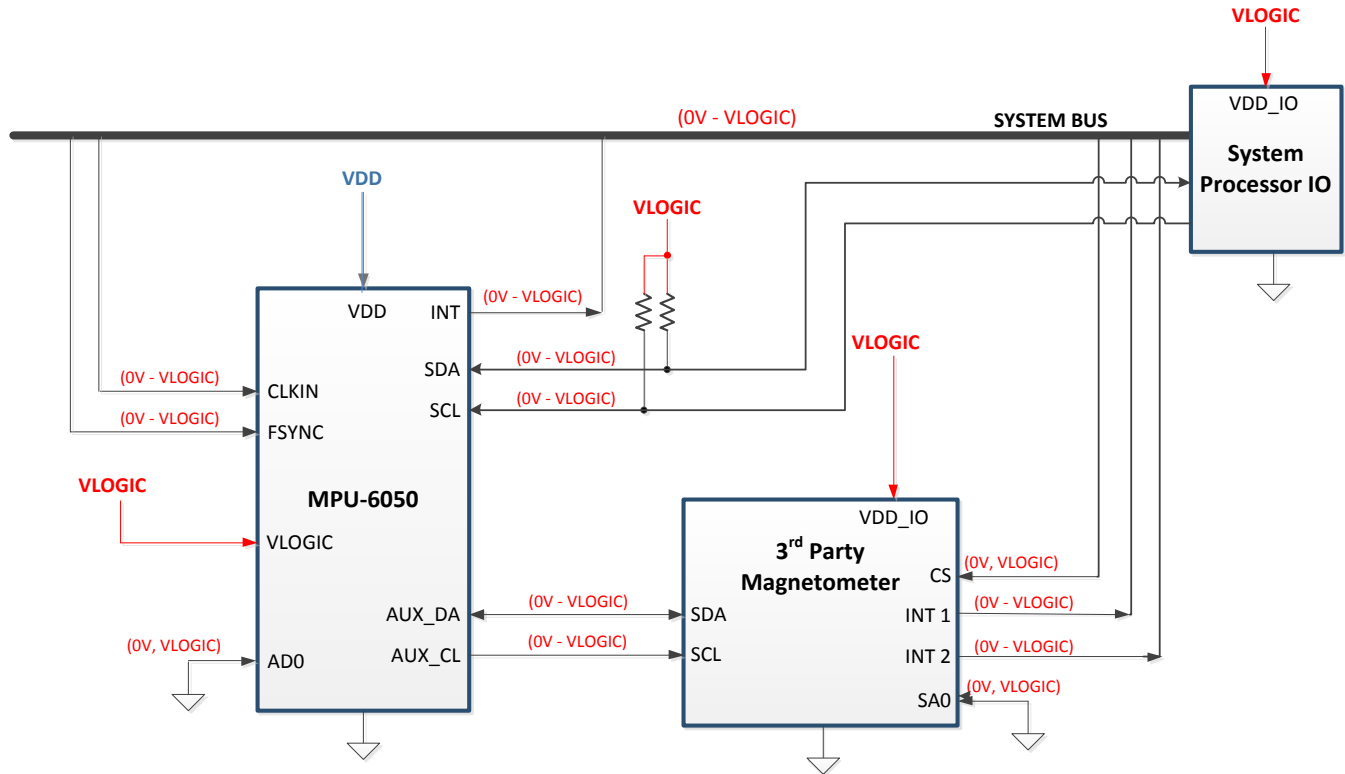 VLOGIC
VDD_IO
System
Processor IO
(0V - VLOGIC)
SYSTEM BUS
VDD
VLOGIC
VDD
INT
(0V - VLOGIC)
SDA
(0V - VLOGIC)
SCL
(0V - VLOGIC)
(0V - VLOGIC)
CLKIN
(0V - VLOGIC)
FSYNC
VLOGIC
VLOGIC
MPU-6050
VLOGIC
AUX_DA
(0V - VLOGIC)
AUX_CL
(0V - VLOGIC)
(0V, VLOGIC)
AD0
VDD_IO
3rd Party
Magnetometer
CS
(0V, VLOGIC)
SDA
INT 1
(0V - VLOGIC)
SCL
INT 2
(0V - VLOGIC)
SA0
(0V, VLOGIC)